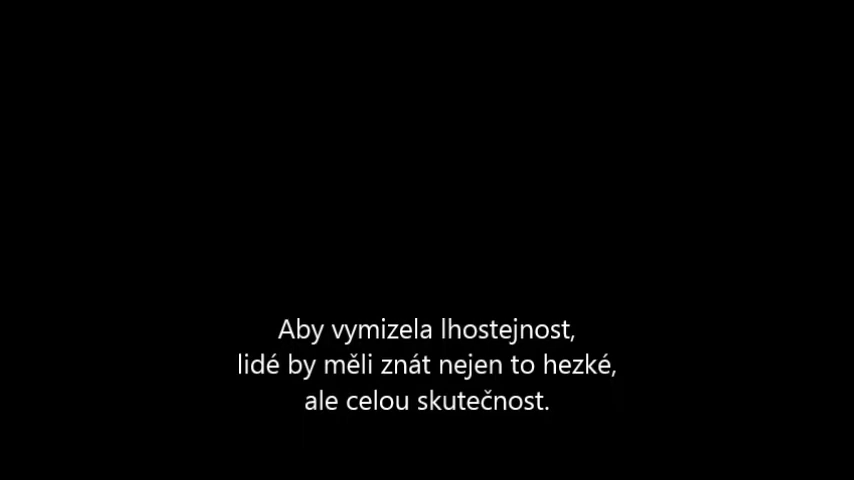 Aby vymizela lhostejnost,
lidé by měli znát nejen to hezké,
ale celou skutečnost.